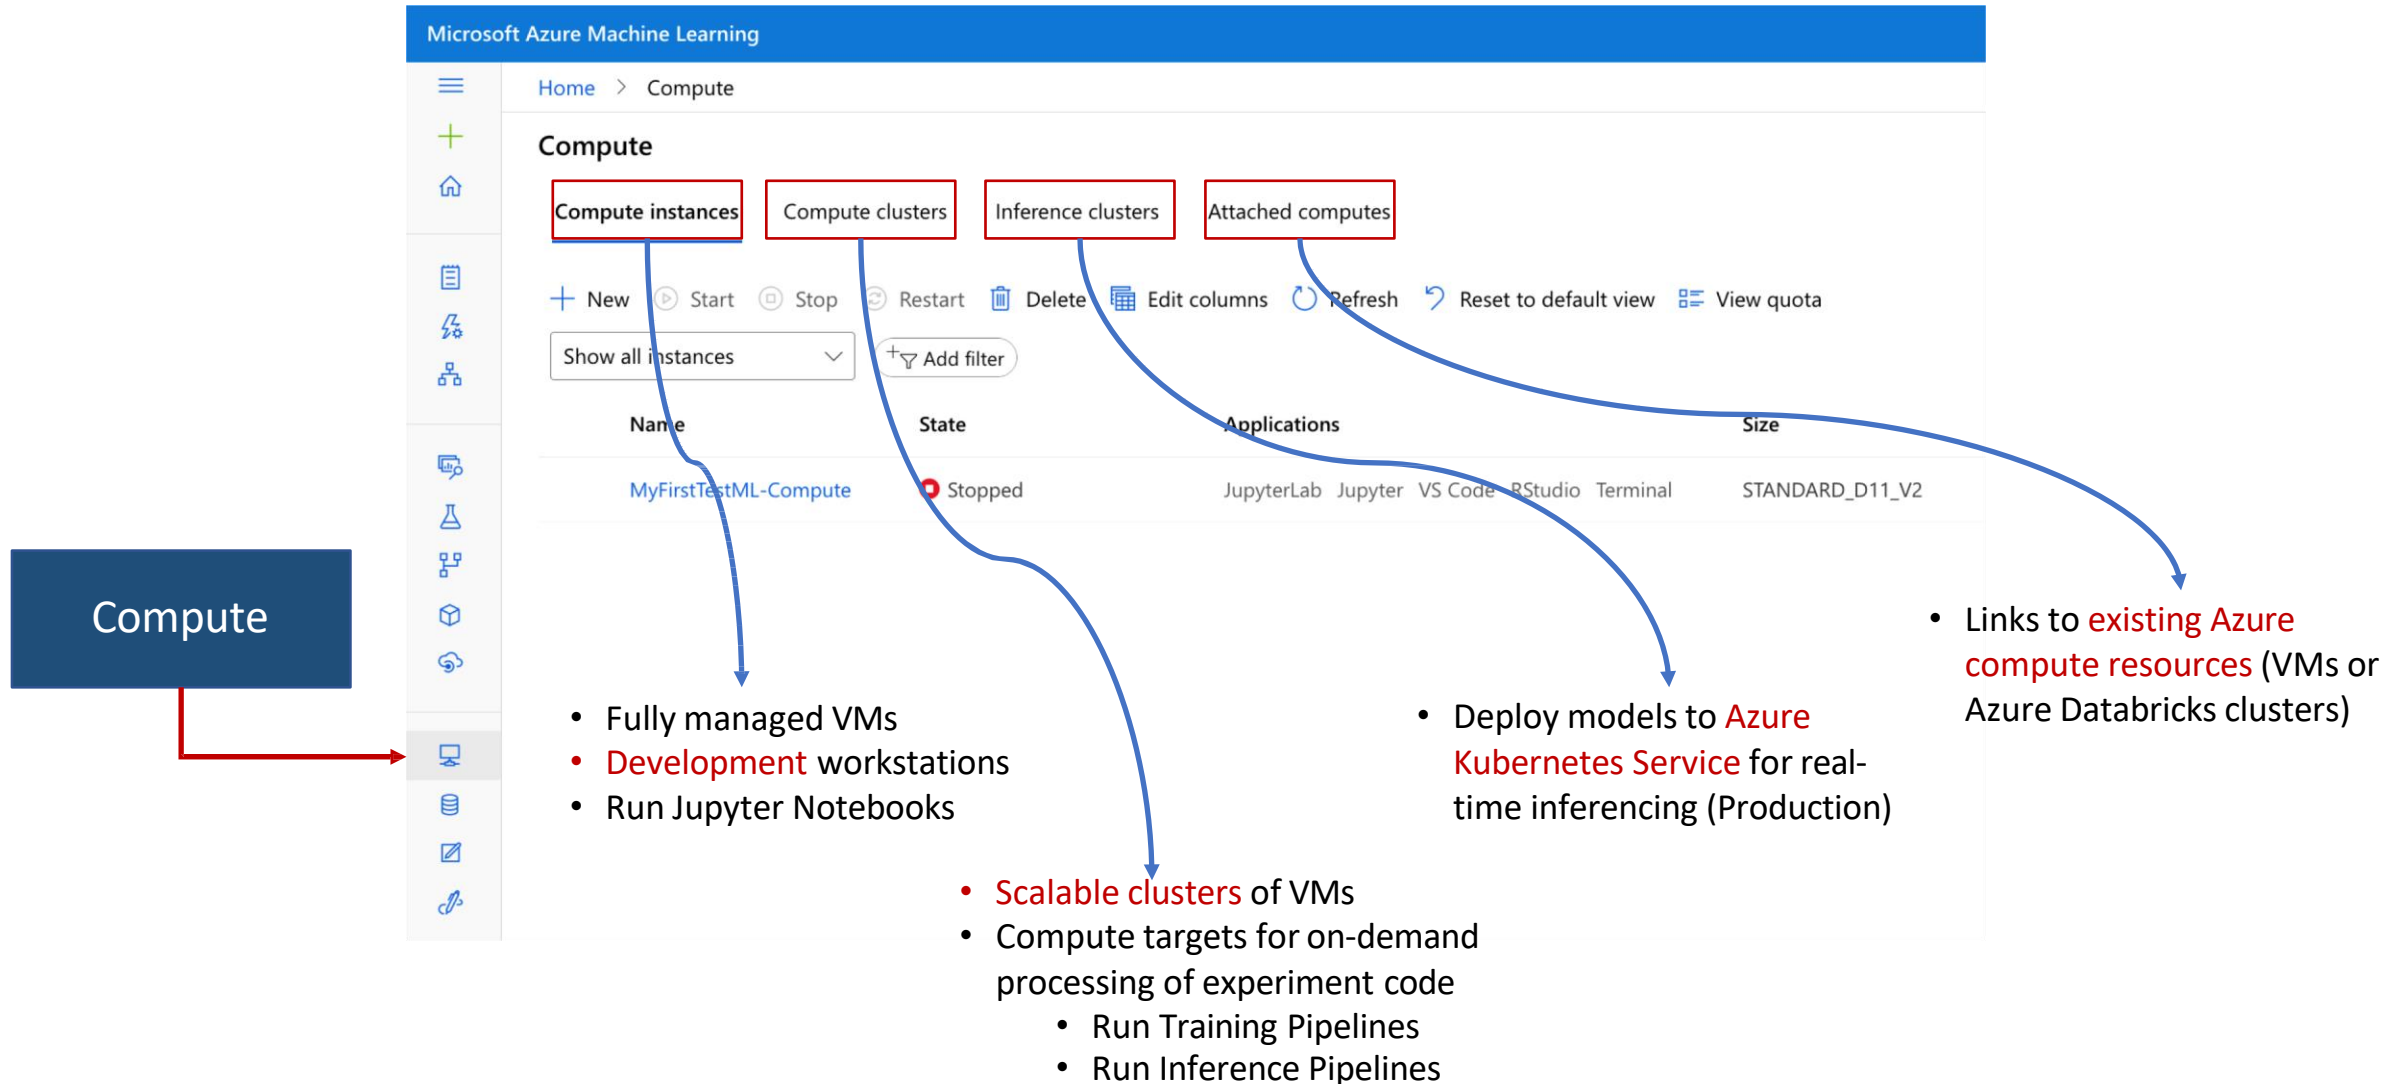 Microsoft Azure Machine Learning
Home > Compute
Compute
Compute instances Compute clusters Inference clusters Attached computes
New Start Stop Restart Delete Edit columns Refresh Reset to default view View quota
Show all instances Add filter
Name State Applications Size
MyFirstTestML-Compute Stopped JupyterLab Jupyter VS Code RStudio Terminal STANDARD_D11_V2
Compute
• Fully managed VMs
• Development workstations
• Run Jupyter Notebooks
• Scalable clusters of VMs
• Compute targets for on-demand
processing of experiment code
• Run Training Pipelines
• Run Inference Pipelines
• Deploy models to Azure
Kubernetes Service for real-
time inferencing (Production)
• Links to existing Azure
compute resources (VMs or
Azure Databricks clusters)